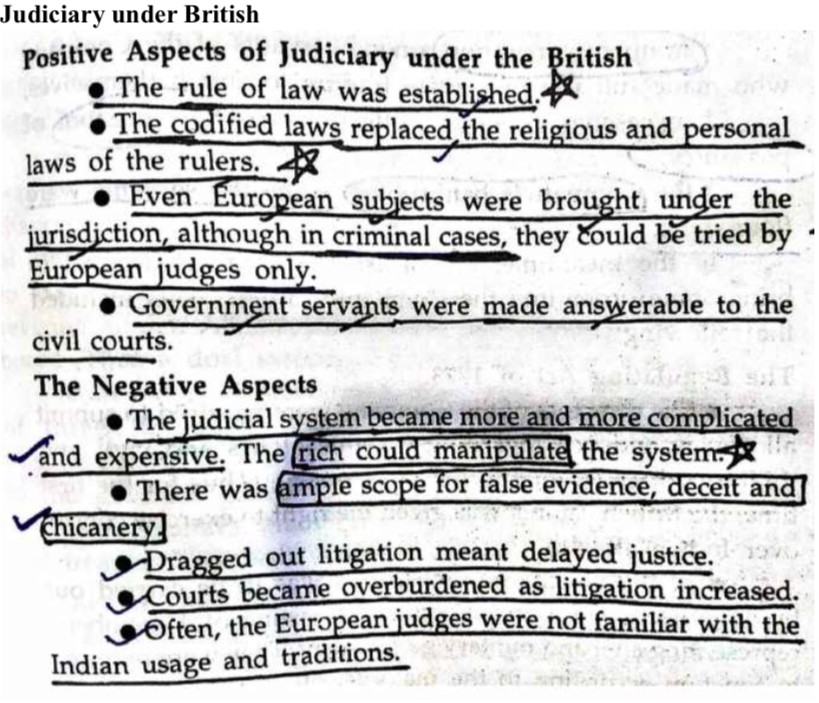 Judiciary under British
Positive Aspects of Judiciary under the British
● The rule of law was established.
● The codified laws replaced the religious and personal
laws of the rulers.
● Even European subjects were brought under the
jurisdiction, although in criminal cases, they could be tried by
European judges only.
● Government servants were made answerable to the
civil courts.
The Negative Aspects
● The judicial system became more and more complicated
and expensive. The rich could manipulate the system.
● There was ample scope for false evidence, deceit and
chicanery.
● Dragged out litigation meant delayed justice.
● Courts became overburdened as litigation increased.
● Often, the European judges were not familiar with the
Indian usage and traditions.